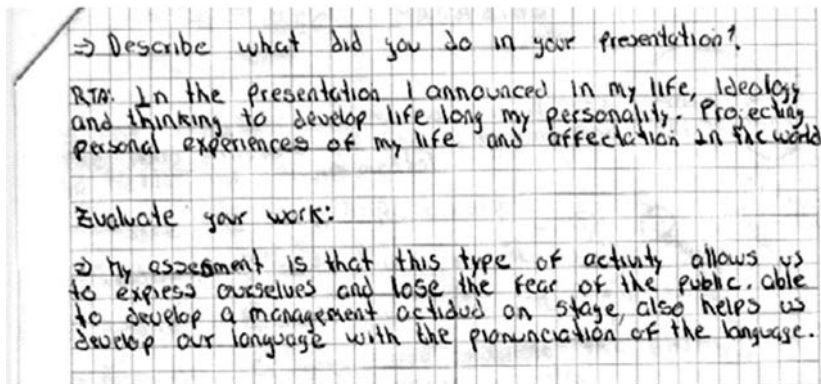 ⇒ Describe what did you do in your presentation?.
RTA: In the presentation I announced in my life, Ideology
and thinking to develop life long my personality. Projecting
personal experiences of my life and affectation in the world
Evaluate your work:
⇒ My assesment is that this type of activity allows us
to express ourselves and lose the fear of the public. able
to develop a management actidud on stage, also helps us
develop our language with the pronunciation of the language.